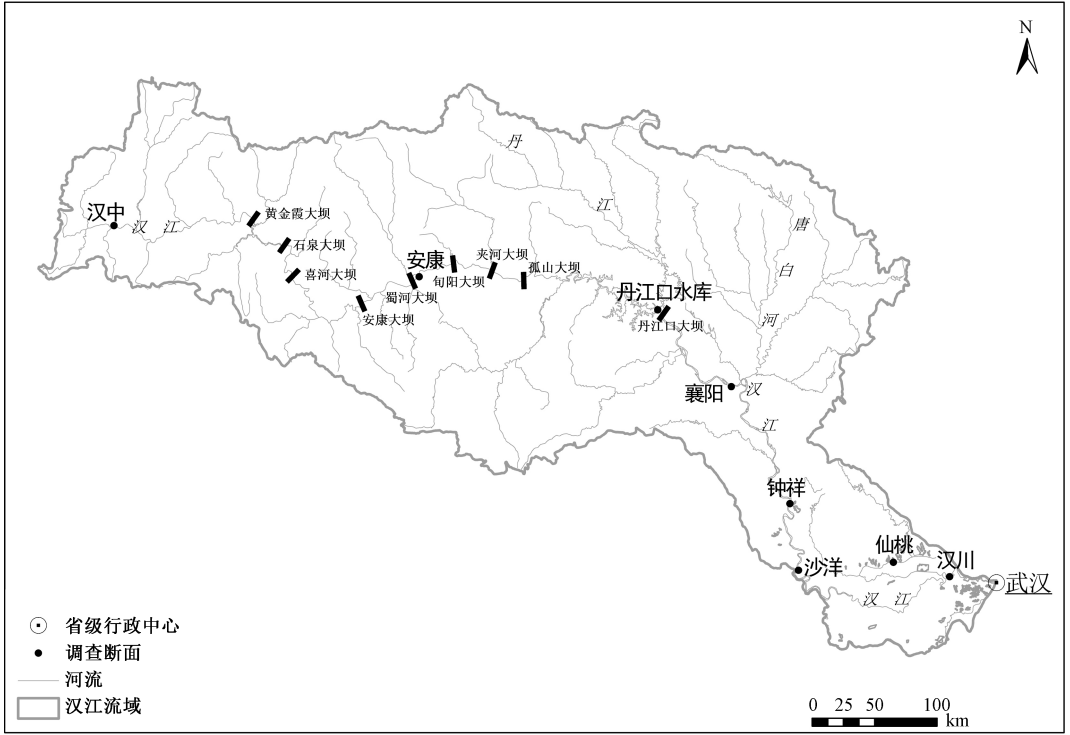 N
丹
汉中
汉江
黄金霞大坝
江
唐
石泉大坝
安康
夹河大坝
喜河大坝
旬阳大坝
孤山大坝
白
蜀河大坝
丹江口水库
安康大坝
丹江口大坝
河
襄阳
汉
江
钟祥
仙桃
汉川
沙洋
武汉
汉江
省级行政中心
调查断面
河流
汉江流域
0 25 50 100
km